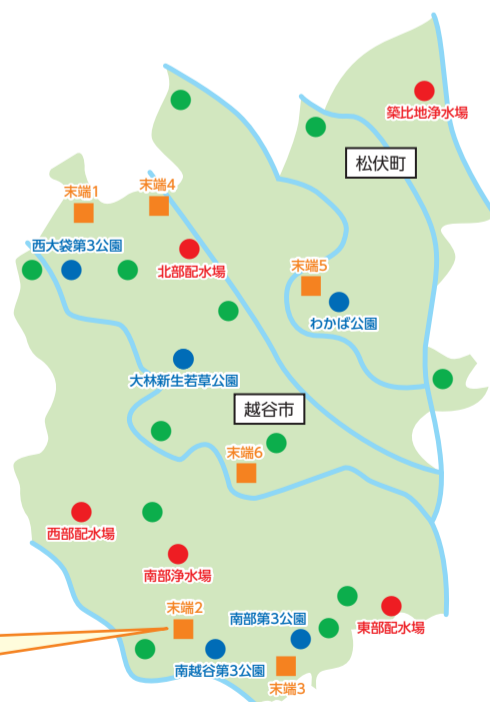 築比地浄水場
松伏町
末端4
末端1
西大袋第3公園
北部配水場
末端5
わかば公園
大林新生若草公園
越谷市
末端6
西部配水場
南部浄水場
末端2
南部第3公園
東部配水場
南越谷第3公園
末端3